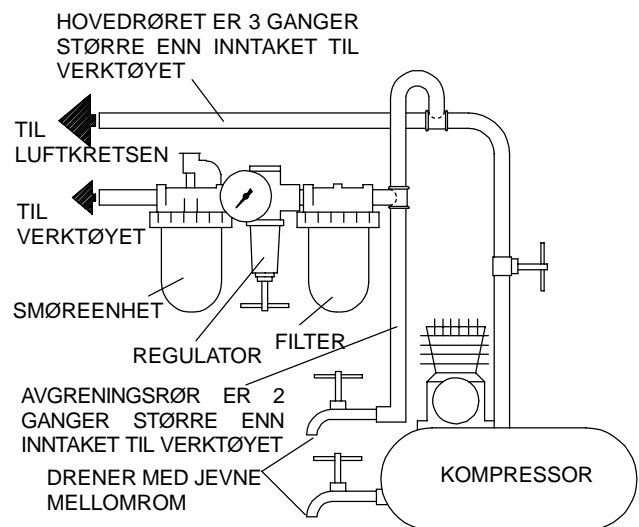 HOVEDRØRET ER 3 GANGER
STØRRE ENN INNTAKET TIL
VERKTØYET
TIL
LUFTKRETSEN
TIL
VERKTØYET
SMØREENHET
REGULATOR
FILTER
AVGRENINGSRØR ER 2
GANGER STØRRE ENN
INNTAKET TIL VERKTØYET
DRENER MED JEVNE
MELLOMROM
KOMPRESSOR